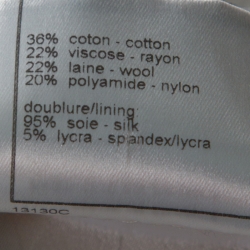 36% coton - cotton
22% viscose - rayon
22% laine - wool
20% polyamide - nylon
doublure/lining:
95% soie - silk
5% lycra - spandex/lycra
13130C